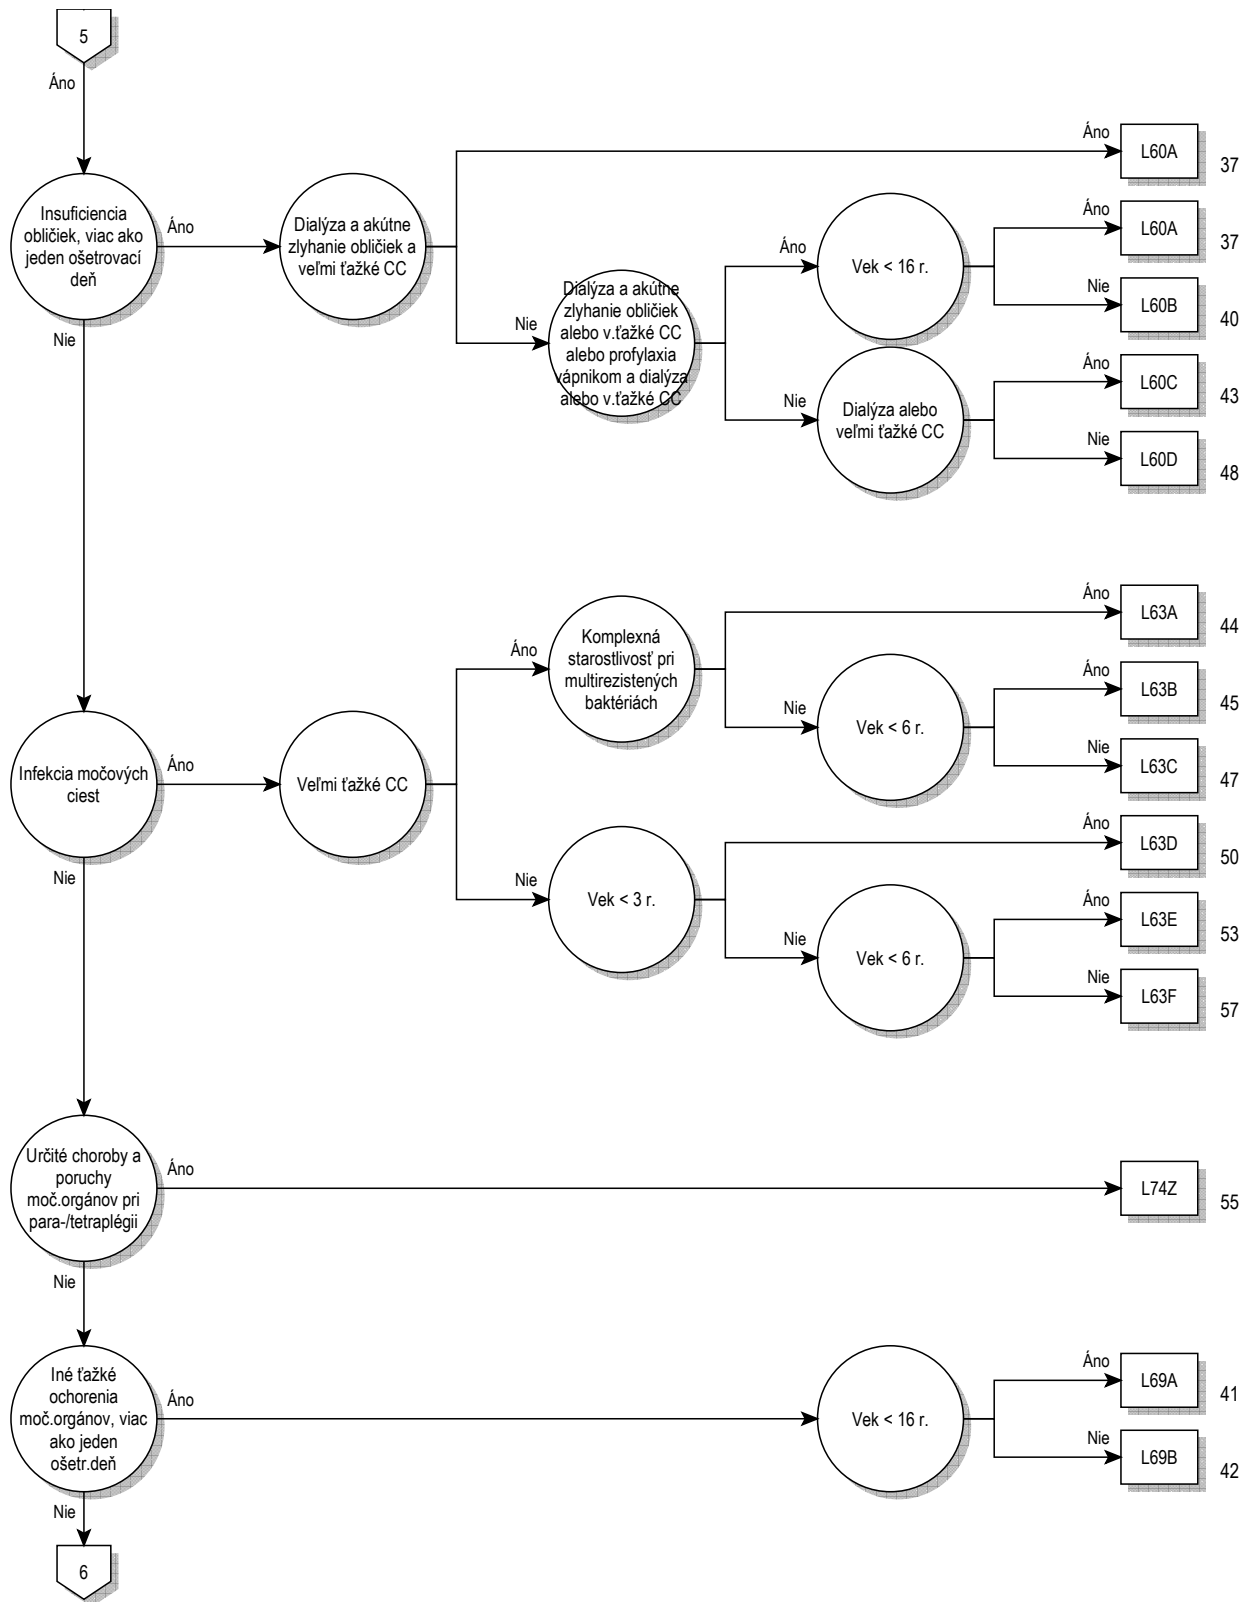 5
Áno
Insuficiencia
obličiek, viac ako
jeden ošetrovací
deň
Áno
Nie
Dialýza a akútne
zlyhanie obličiek a
veľmi ťažké CC
Áno
L60A
37
Nie
Dialýza a akútne
zlyhanie obličiek
alebo v.ťažké CC
alebo profylaxia
vápnikom a dialýza
alebo v.ťažké CC
Áno
Vek < 16 r.
Áno
L60A
37
Nie
L60B
40
Nie
Dialýza alebo
veľmi ťažké CC
Áno
L60C
43
Nie
L60D
48
Infekcia močových
ciest
Áno
Nie
Veľmi ťažké CC
Áno
Komplexná
starostlivosť pri
multirezistených
baktériách
Áno
L63A
44
Nie
Vek < 6 r.
Áno
L63B
45
Nie
L63C
47
Nie
Vek < 3 r.
Áno
L63D
50
Nie
Vek < 6 r.
Áno
L63E
53
Nie
L63F
57
Určité choroby a
poruchy
moč.orgánov pri
para-/tetraplégii
Áno
L74Z
55
Nie
Iné ťažké
ochorenia
moč.orgánov, viac
ako jeden
ošetr.deň
Áno
Vek < 16 r.
Áno
L69A
41
Nie
L69B
42
Nie
6